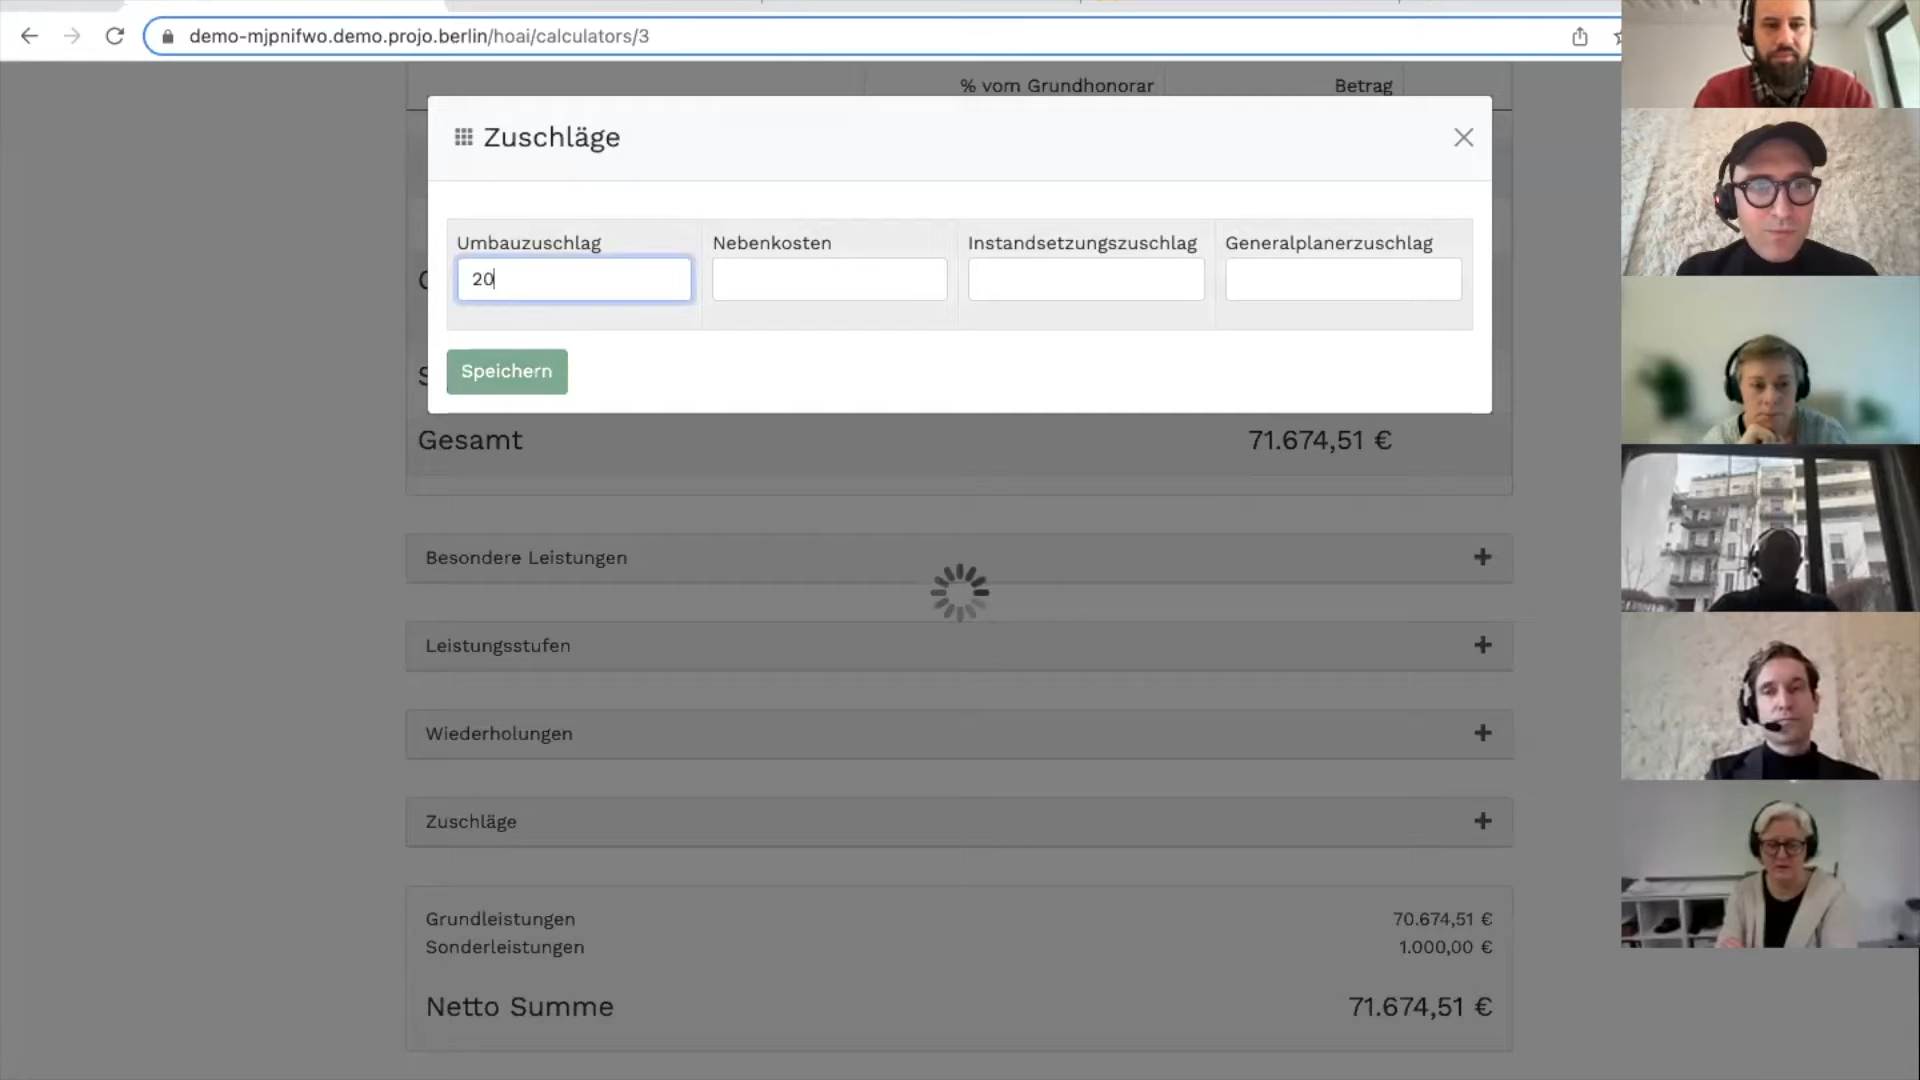 demo-mjpnifwo.demo.projo.berlin/hoai/calculators/3
% vom Grundhonorar Betrag
Zuschläge
Umbauzuschlag Nebenkosten Instandsetzungszuschlag Generalplanerzuschlag
20
Speichern
Gesamt 71.674,51 €
Besondere Leistungen
Leistungsstufen
Wiederholungen
Zuschläge
Grundleistungen 70.674,51 €
Sonderleistungen 1.000,00 €
Netto Summe 71.674,51 €